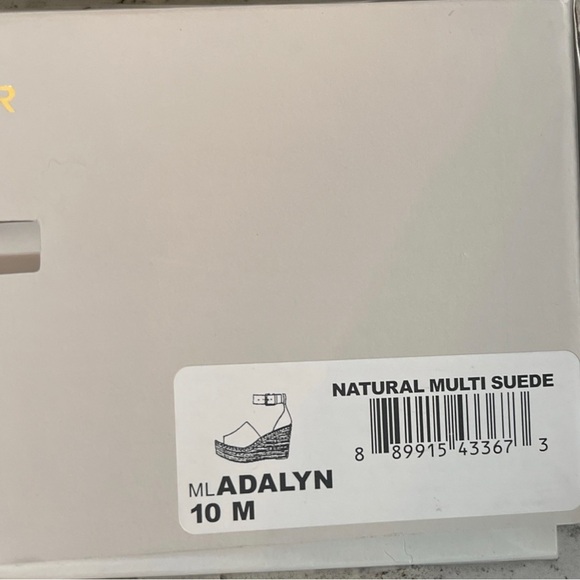 R
NATURAL MULTI SUEDE
8 89915 43367 3
MLADALYN
10 M